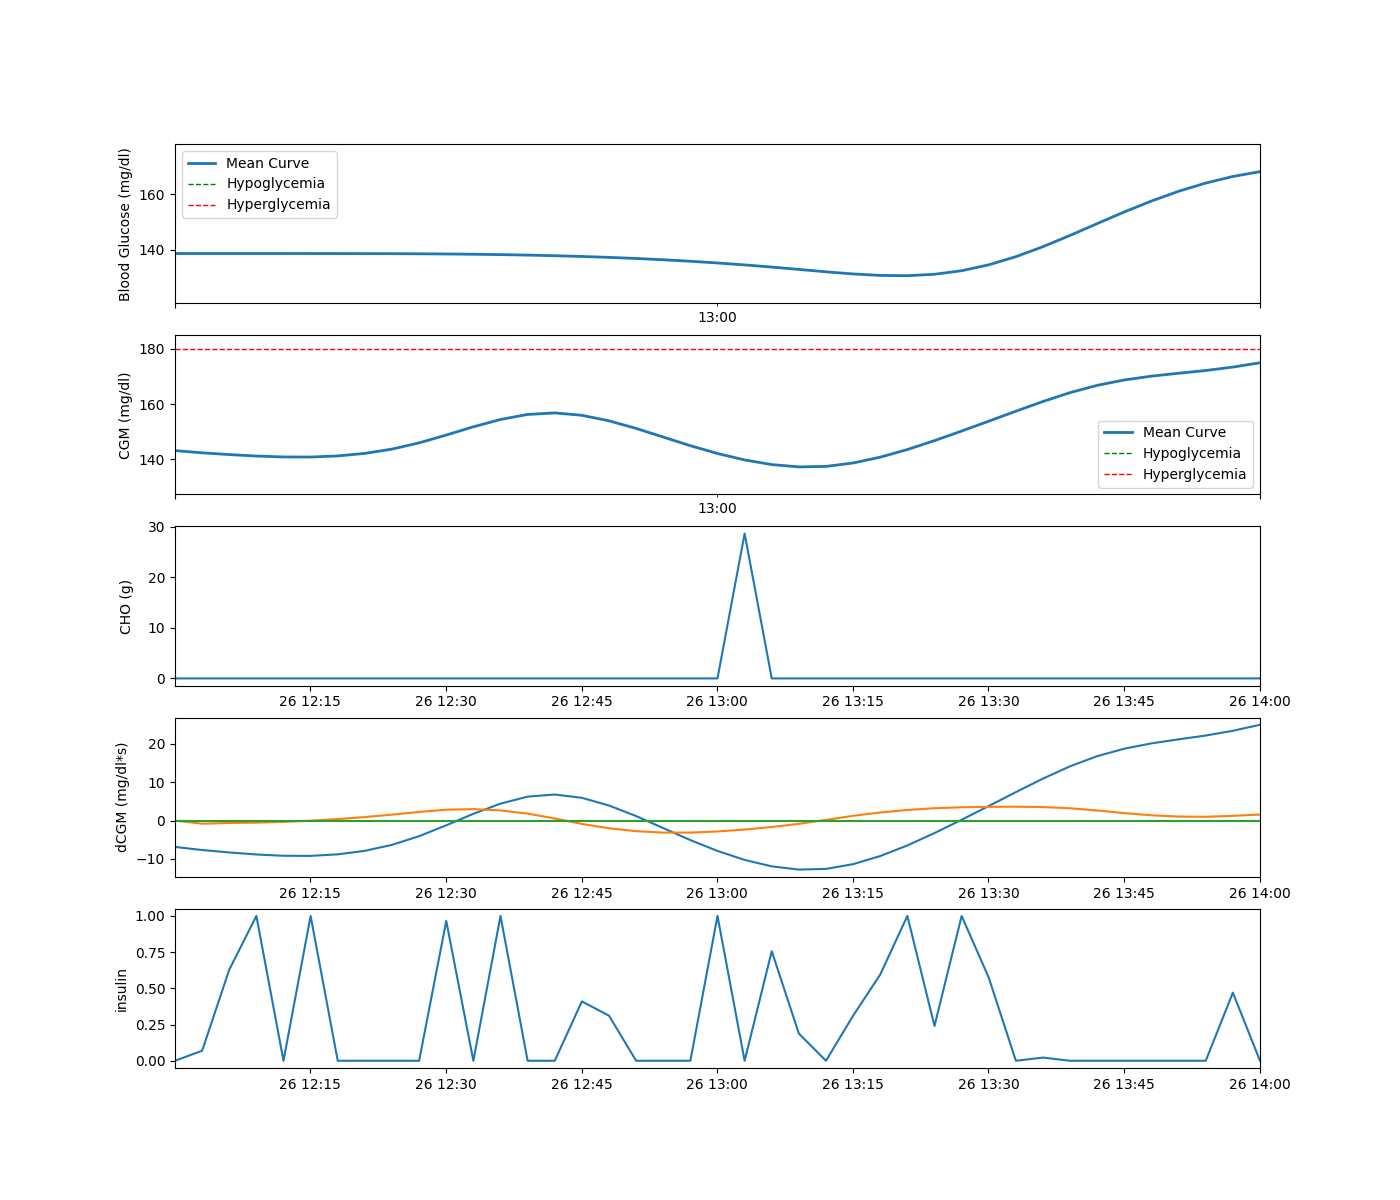 Blood Glucose (mg/dl)
160
140
Mean Curve
Hypoglycemia
Hyperglycemia
13:00
CGM (mg/dl)
180
160
140
Mean Curve
Hypoglycemia
Hyperglycemia
13:00
CHO (g)
30
20
10
0
26 12:15 26 12:30 26 12:45 26 13:00 26 13:15 26 13:30 26 13:45 26 14:00
dCGM (mg/dl*s)
20
10
0
−10
26 12:15 26 12:30 26 12:45 26 13:00 26 13:15 26 13:30 26 13:45 26 14:00
insulin
1.00
0.75
0.50
0.25
0.00
26 12:15 26 12:30 26 12:45 26 13:00 26 13:15 26 13:30 26 13:45 26 14:00